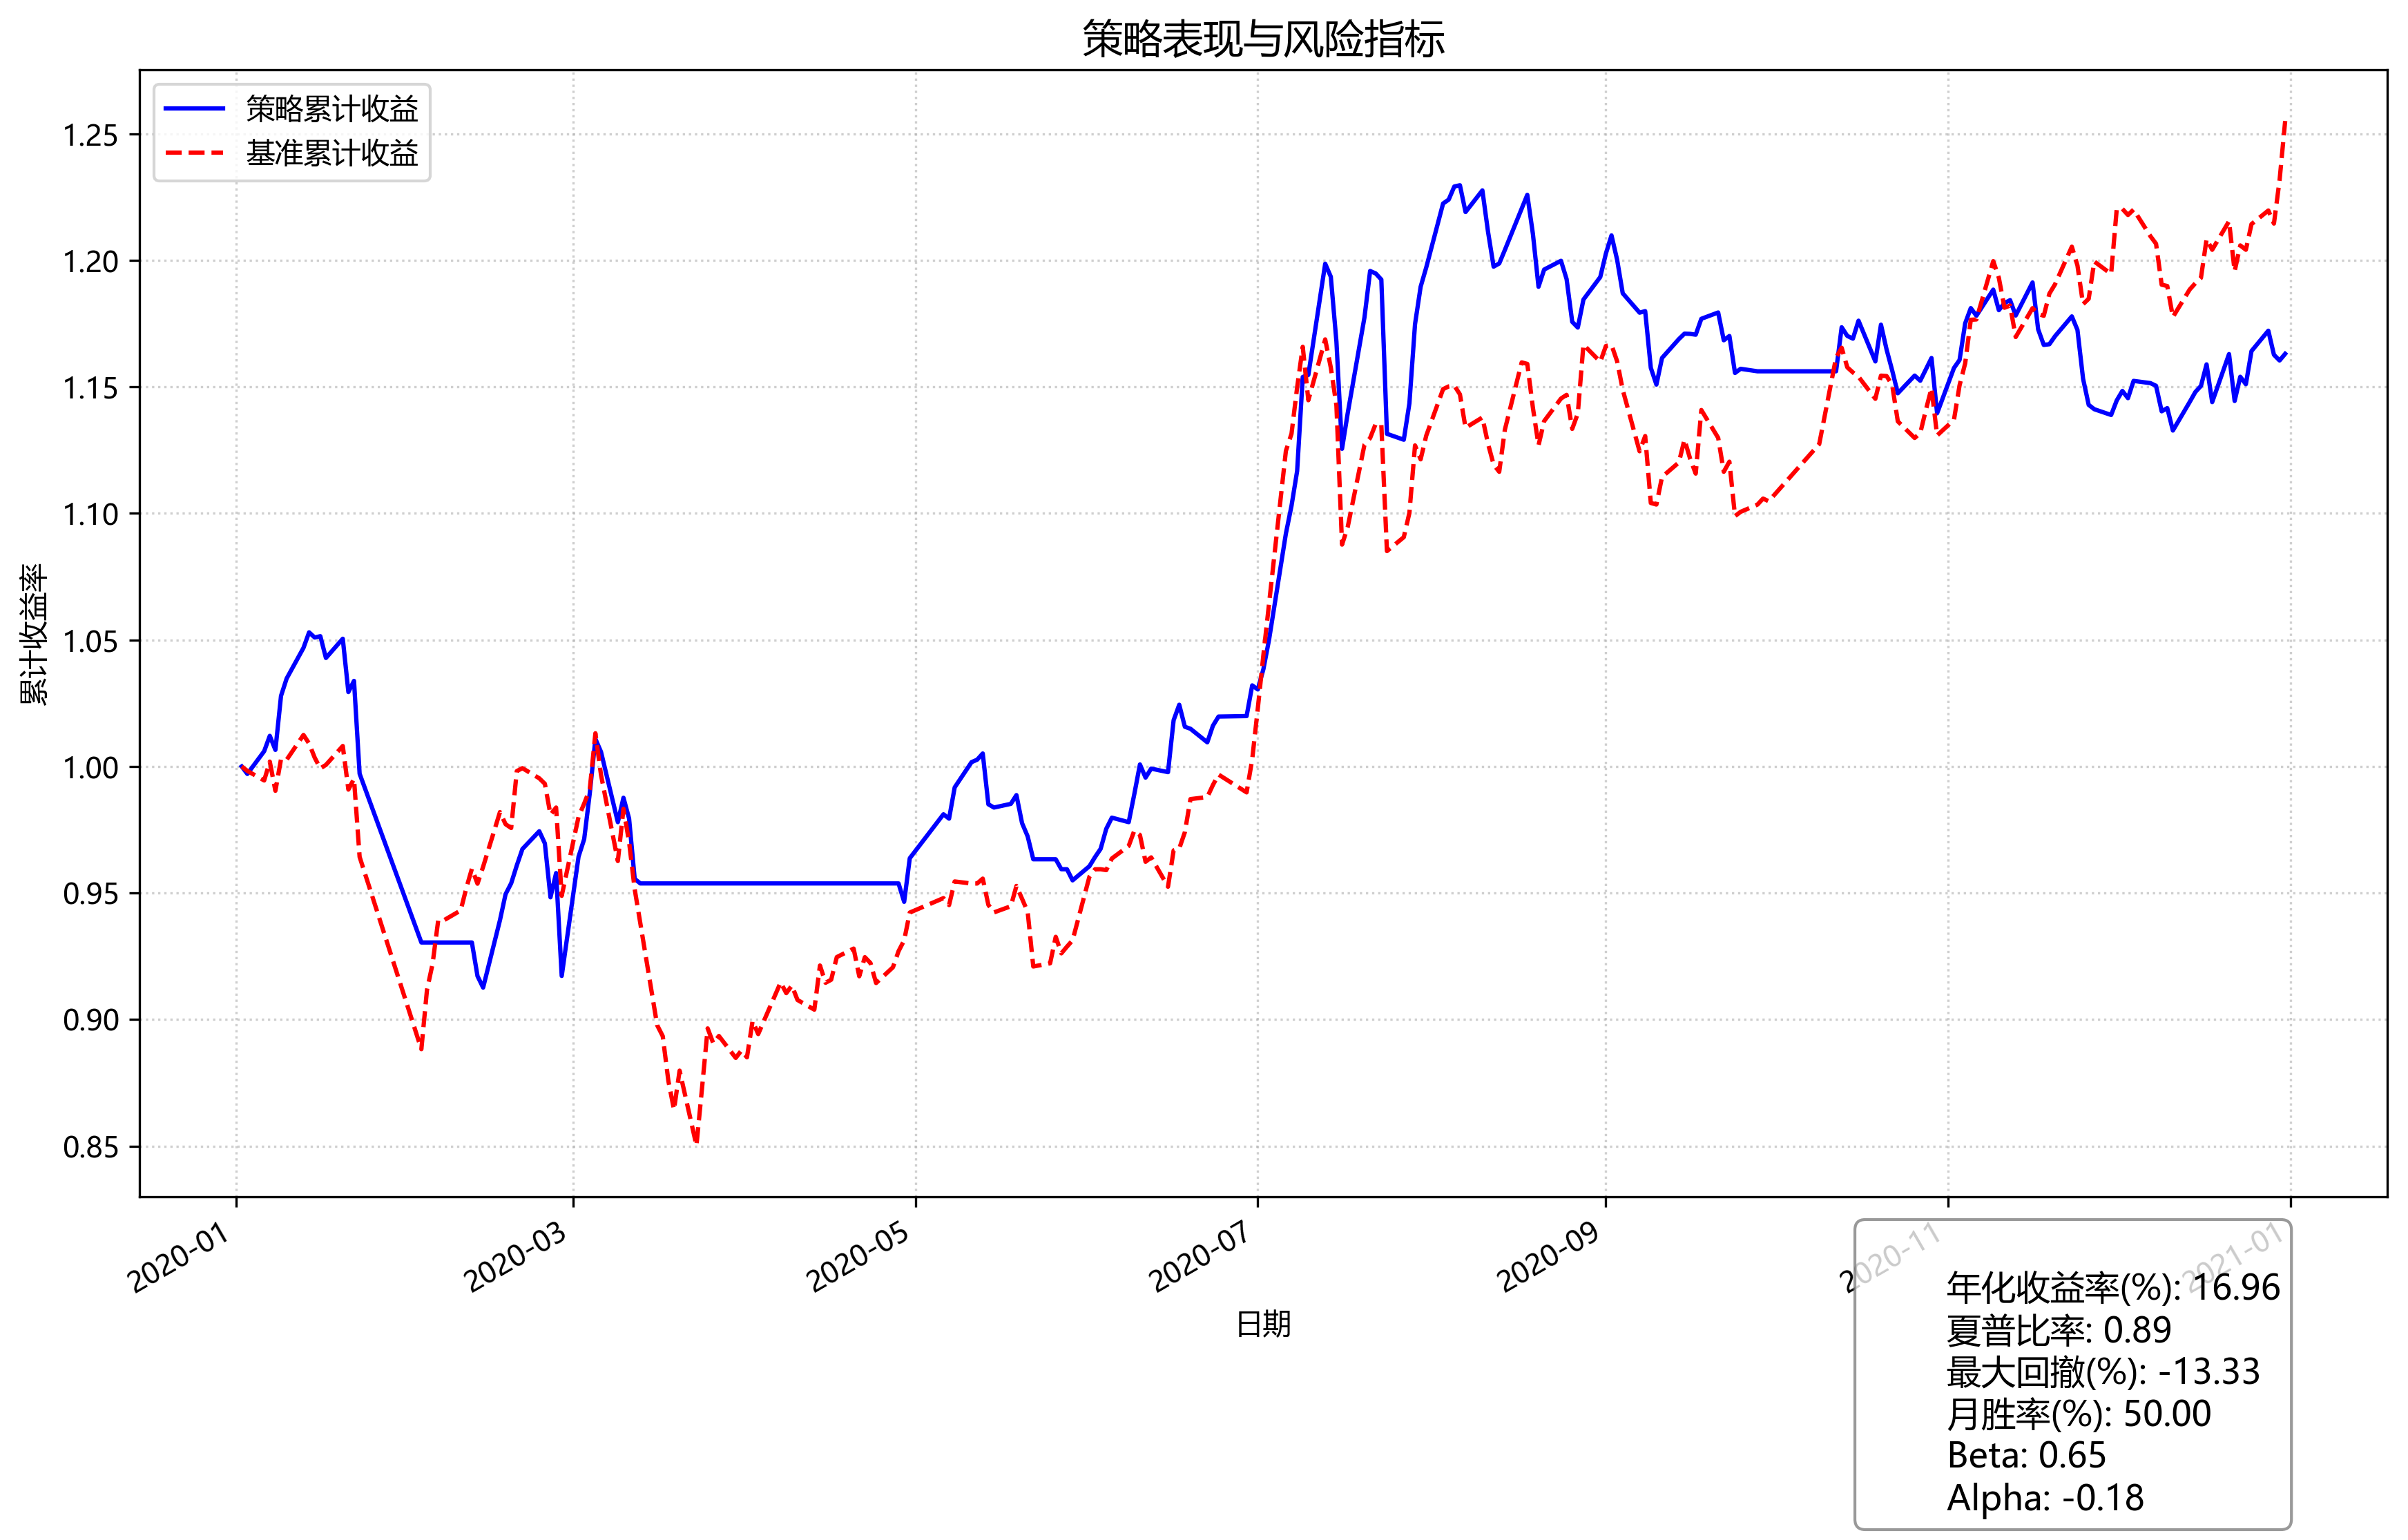 策略表现与风险指标
策略累计收益
基准累计收益
1.25
1.20
1.15
1.10
1.05
1.00
0.95
0.90
0.85
累计收益率
2020-01
2020-03
2020-05
2020-07
2020-09
2020-11
2021-01
日期
年化收益率(%): 16.96
夏普比率: 0.89
最大回撤(%): -13.33
月胜率(%): 50.00
Beta: 0.65
Alpha: -0.18